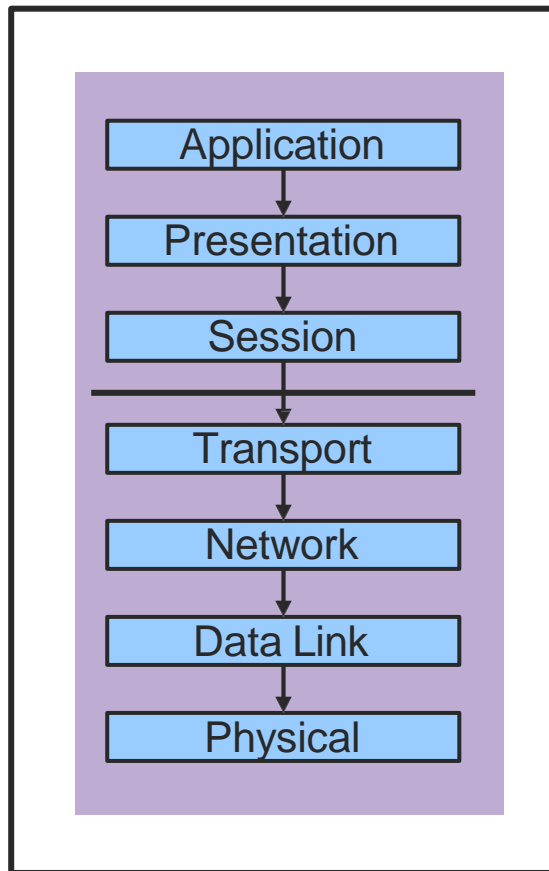 Application
Presentation
Session
Transport
Network
Data Link
Physical